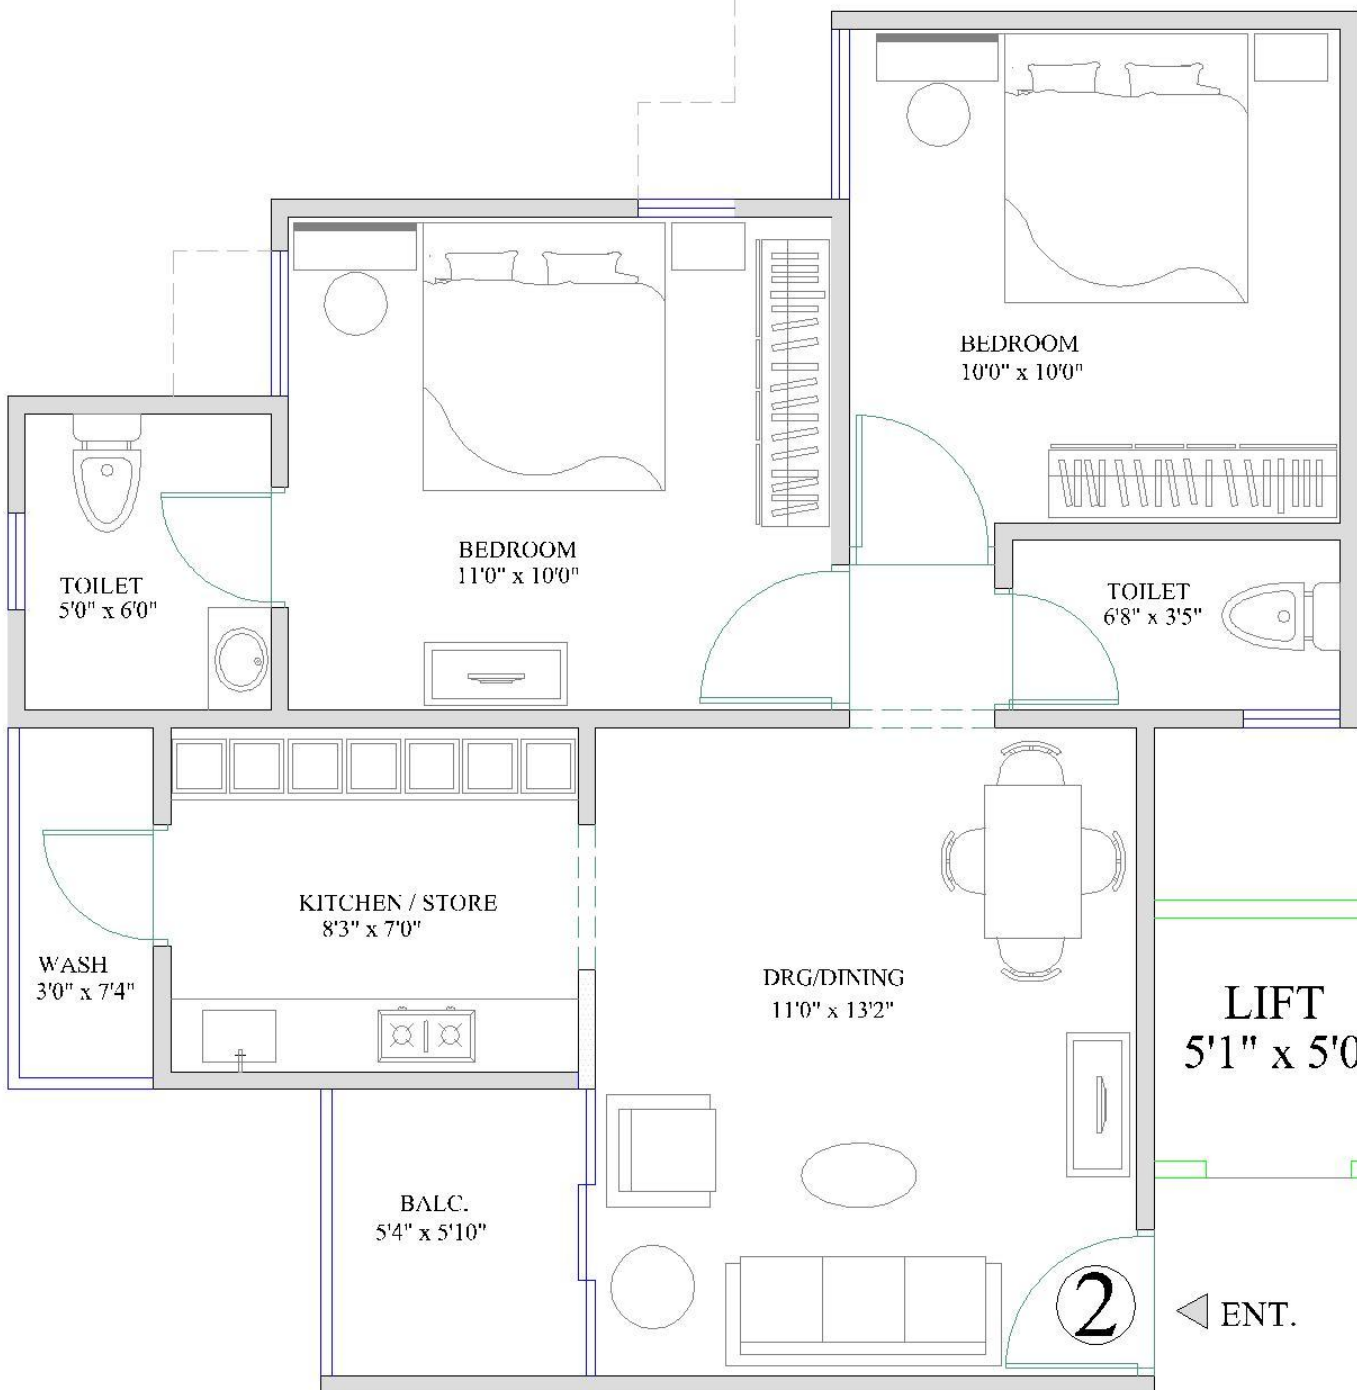 BEDROOM
10'0" x 10'0"
BEDROOM
11'0" x 10'0"
TOILET
5'0" x 6'0"
TOILET
6'8" x 3'5"
KITCHEN / STORE
8'3" x 7'0"
WASH
3'0" x 7'4"
DRG/DINING
11'0" x 13'2"
LIFT
5'1" x 5'0
BALC.
5'4" x 5'10"
2
ENT.